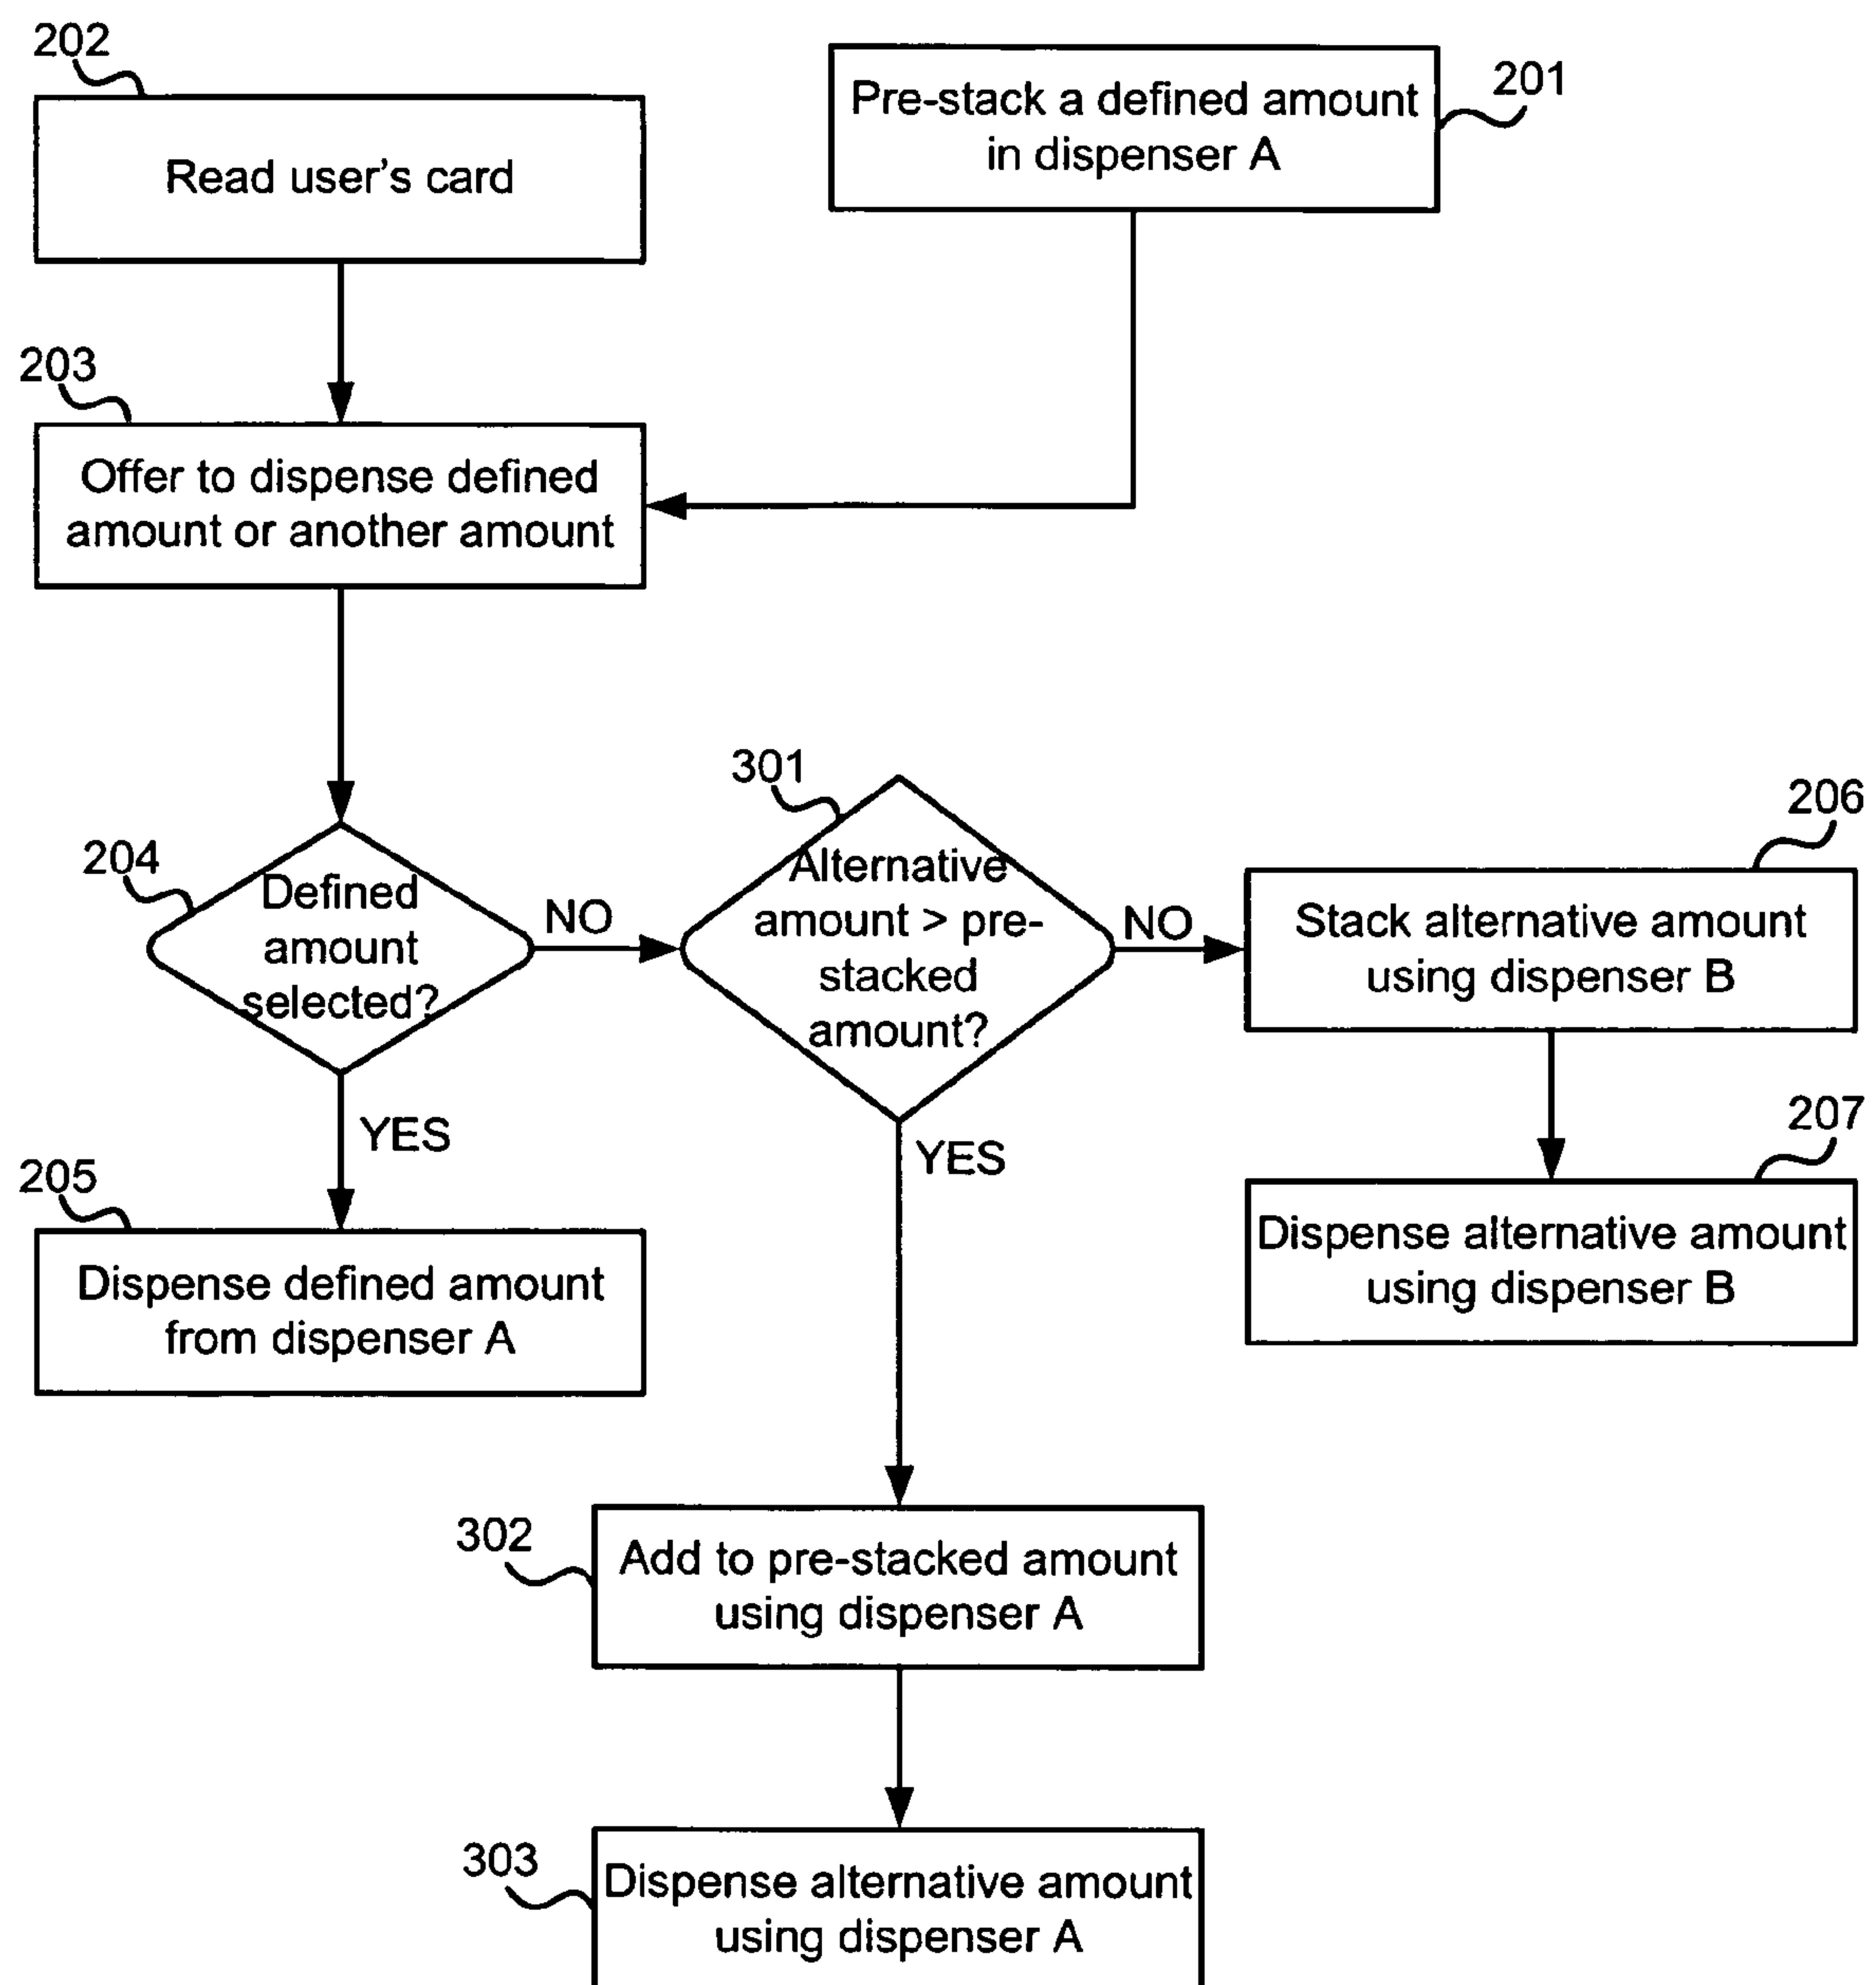 202
Read user's card
Pre-stack a defined amount
in dispenser A
201
203
Offer to dispense defined
amount or another amount
204
Defined
amount
selected?
NO
YES
205
Dispense defined amount
from dispenser A
301
Alternative
amount > pre-
stacked
amount?
NO
YES
206
Stack alternative amount
using dispenser B
207
Dispense alternative amount
using dispenser B
302
Add to pre-stacked amount
using dispenser A
303
Dispense alternative amount
using dispenser A